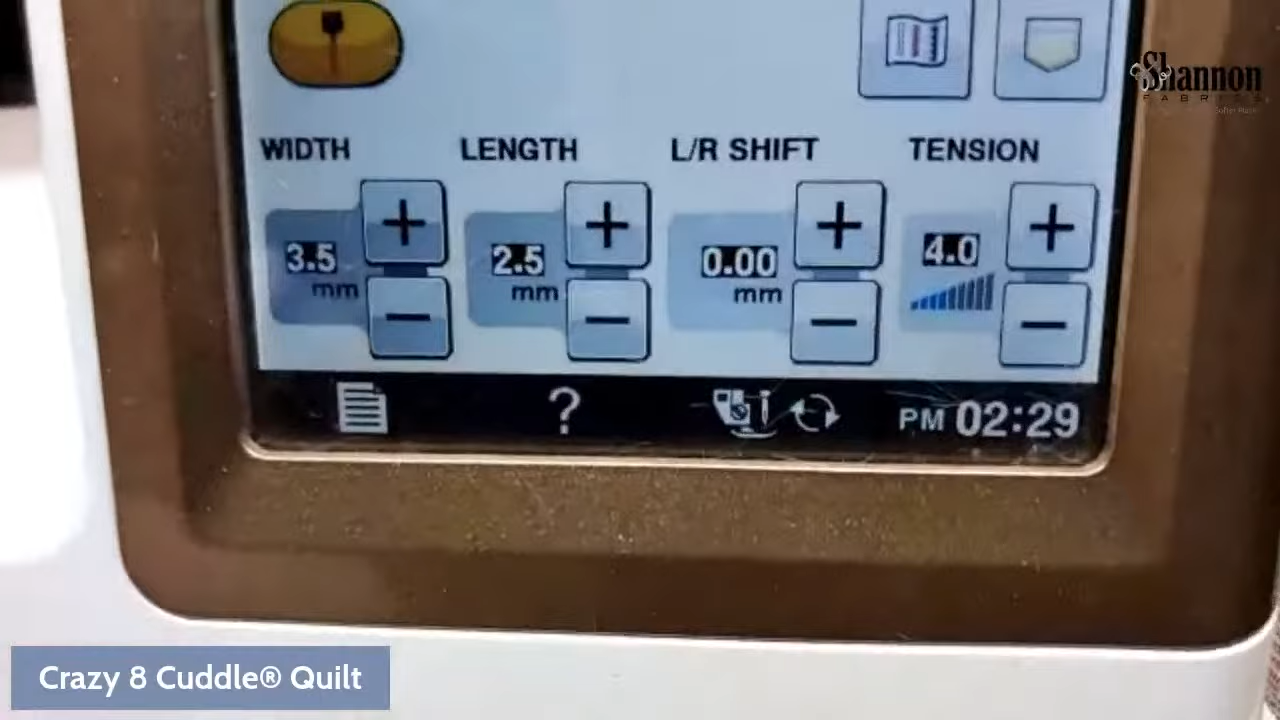 Shannon
FABRICS
WIDTH LENGTH L/R SHIFT TENSION
+ + + +
3.5 2.5 0.00 4.0
mm mm mm
− − − −
? PM 02:29
Crazy 8 Cuddle® Quilt